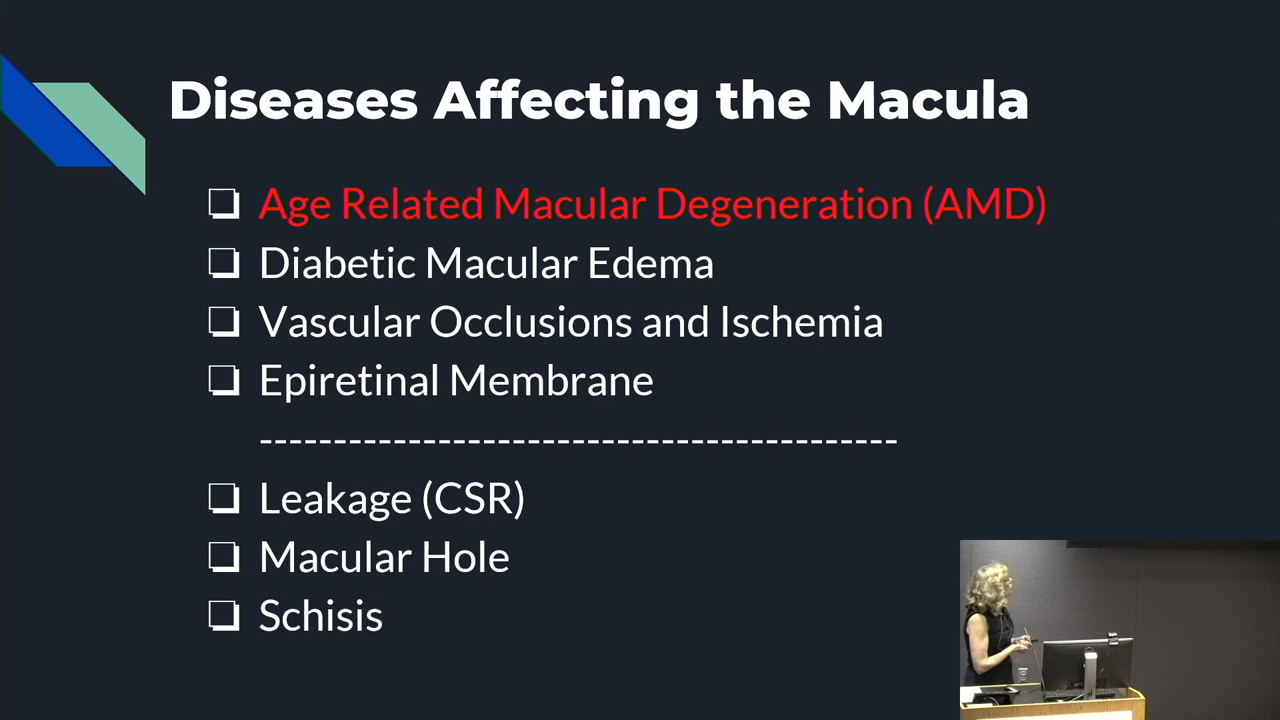 Diseases Affecting the Macula
Age Related Macular Degeneration (AMD)
Diabetic Macular Edema
Vascular Occlusions and Ischemia
Epiretinal Membrane
-------------------------------------------
Leakage (CSR)
Macular Hole
Schisis